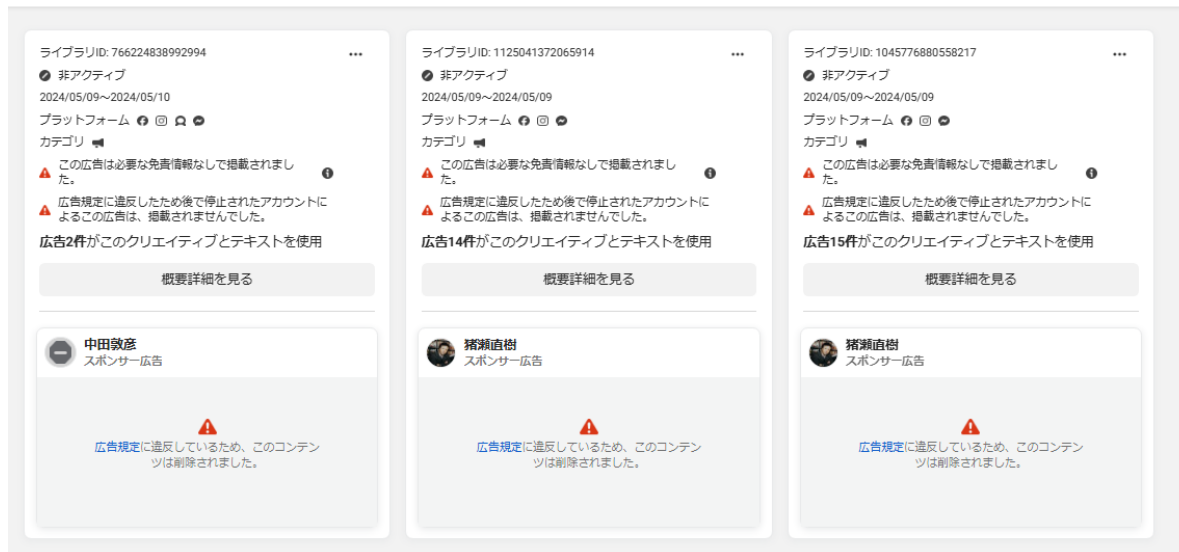 ライブラリID: 766224838992994
非アクティブ
2024/05/09～2024/05/10
プラットフォーム
カテゴリ
この広告は必要な免責情報なしで掲載されまし
た。
広告規定に違反したため後で停止されたアカウントに
よるこの広告は、掲載されませんでした。
広告2件がこのクリエイティブとテキストを使用
概要詳細を見る
中田敦彦
スポンサー広告
広告規定に違反しているため、このコンテン
ツは削除されました。
ライブラリID: 1125041372065914
非アクティブ
2024/05/09～2024/05/09
プラットフォーム
カテゴリ
この広告は必要な免責情報なしで掲載されまし
た。
広告規定に違反したため後で停止されたアカウントに
よるこの広告は、掲載されませんでした。
広告14件がこのクリエイティブとテキストを使用
概要詳細を見る
猪瀬直樹
スポンサー広告
広告規定に違反しているため、このコンテン
ツは削除されました。
ライブラリID: 1045776880558217
非アクティブ
2024/05/09～2024/05/09
プラットフォーム
カテゴリ
この広告は必要な免責情報なしで掲載されまし
た。
広告規定に違反したため後で停止されたアカウントに
よるこの広告は、掲載されませんでした。
広告15件がこのクリエイティブとテキストを使用
概要詳細を見る
猪瀬直樹
スポンサー広告
広告規定に違反しているため、このコンテン
ツは削除されました。